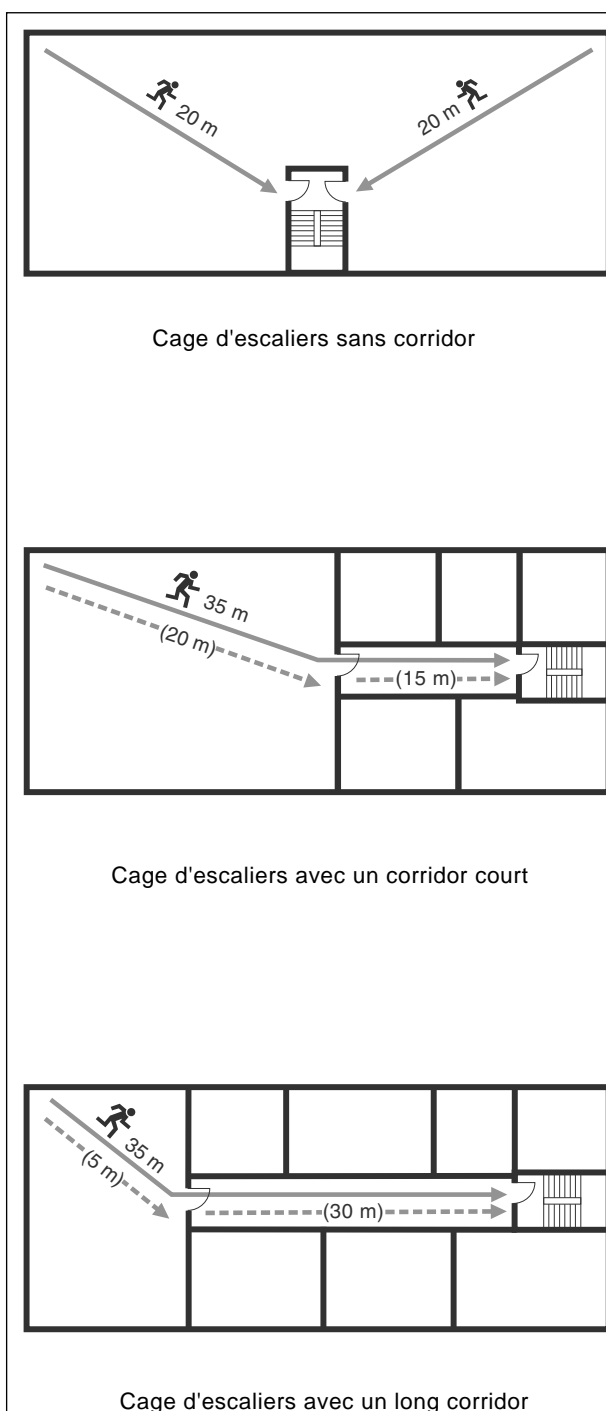 20 m
20 m
Cage d'escaliers sans corridor
35 m
(20 m)
(15 m)
Cage d'escaliers avec un corridor court
35 m
(5 m)
(30 m)
Cage d'escaliers avec un long corridor